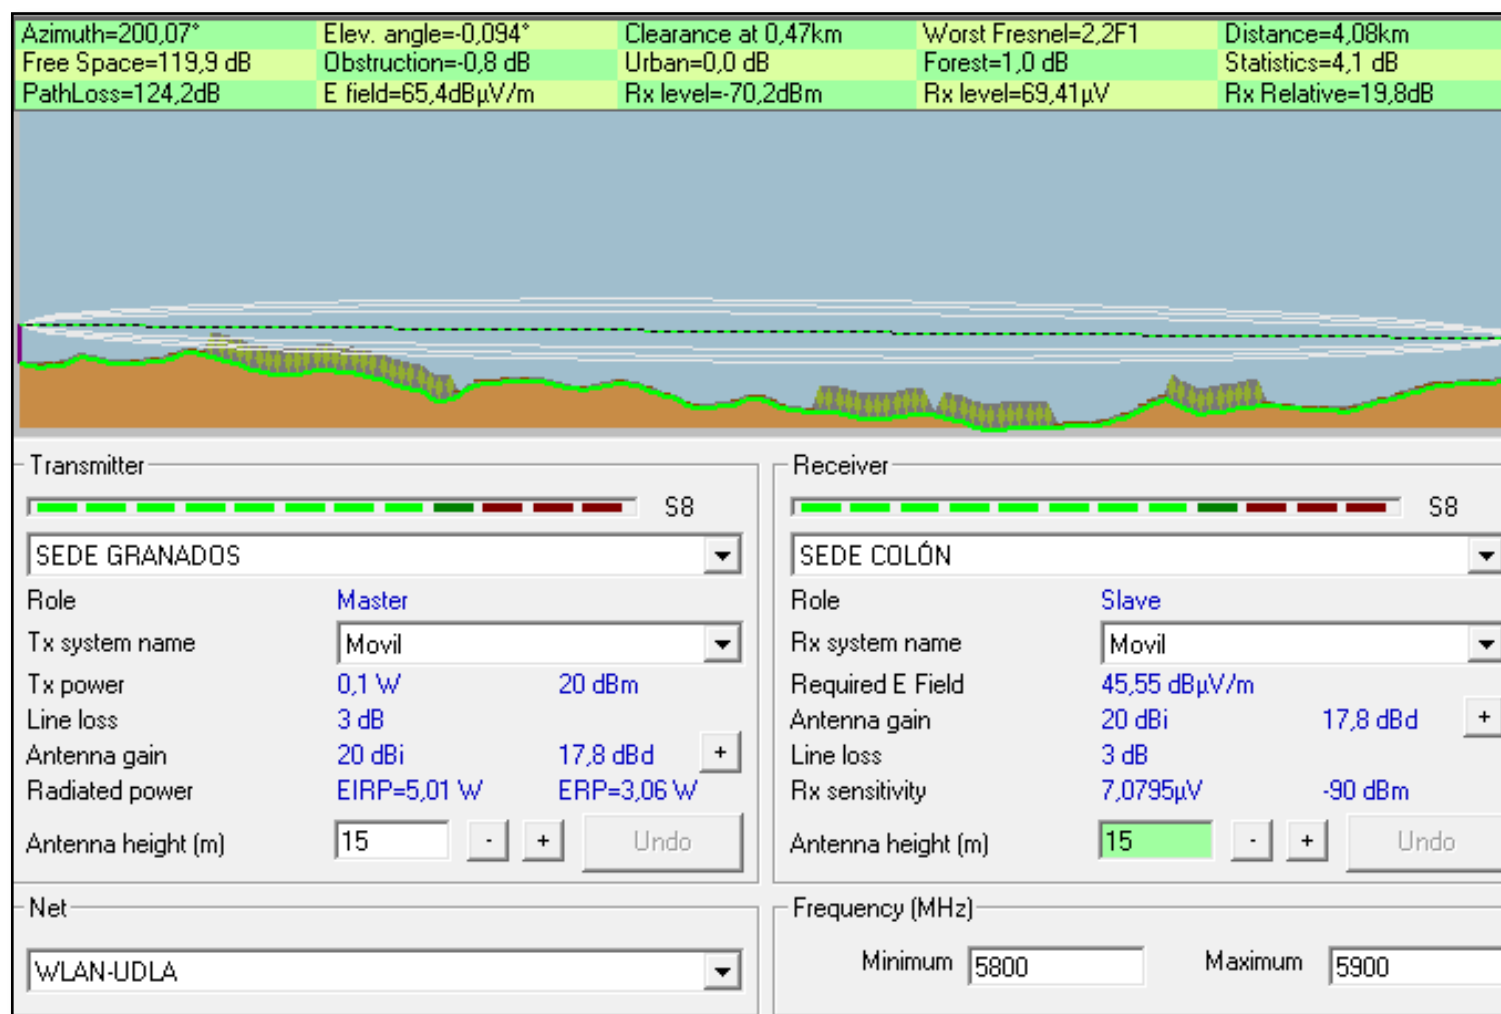 Azimuth=200,07° Elev. angle=-0,094° Clearance at 0,47km Worst Fresnel=2,2F1 Distance=4,08km
Free Space=119,9 dB Obstruction=-0,8 dB Urban=0,0 dB Forest=1,0 dB Statistics=4,1 dB
PathLoss=124,2dB E field=65,4dBµV/m Rx level=-70,2dBm Rx level=69,41µV Rx Relative=19,8dB
Transmitter
S8
SEDE GRANADOS
Role Master
Tx system name Movil
Tx power 0,1 W 20 dBm
Line loss 3 dB
Antenna gain 20 dBi 17,8 dBd +
Radiated power EIRP=5,01 W ERP=3,06 W
Antenna height (m) 15 - + Undo
Receiver
S8
SEDE COLÓN
Role Slave
Rx system name Movil
Required E Field 45,55 dBµV/m
Antenna gain 20 dBi 17,8 dBd +
Line loss 3 dB
Rx sensitivity 7,0795µV -90 dBm
Antenna height (m) 15 - + Undo
Net
WLAN-UDLA
Frequency (MHz)
Minimum 5800 Maximum 5900